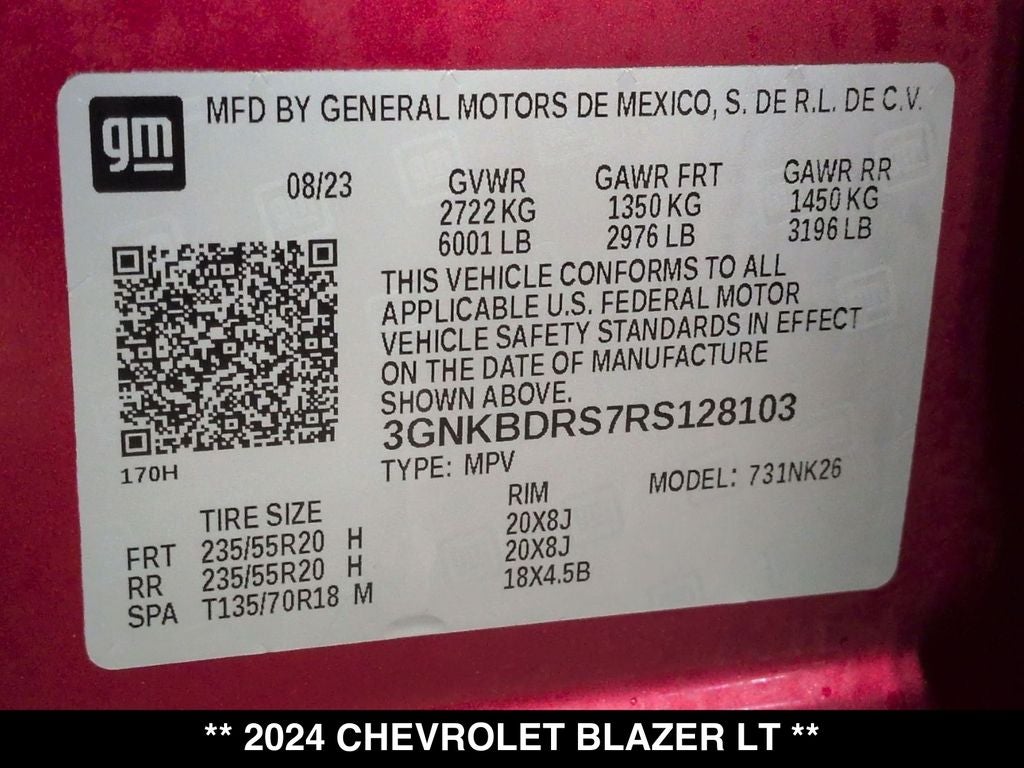 gm
MFD BY GENERAL MOTORS DE MEXICO, S. DE R.L. DE C.V.
08/23 GVWR GAWR FRT GAWR RR
2722 KG 1350 KG 1450 KG
6001 LB 2976 LB 3196 LB
THIS VEHICLE CONFORMS TO ALL
APPLICABLE U.S. FEDERAL MOTOR
VEHICLE SAFETY STANDARDS IN EFFECT
ON THE DATE OF MANUFACTURE
SHOWN ABOVE.
3GNKBDRS7RS128103
170H
TYPE: MPV MODEL: 731NK26
TIRE SIZE RIM
FRT 235/55R20 H 20X8J
RR 235/55R20 H 20X8J
SPA T135/70R18 M 18X4.5B
** 2024 CHEVROLET BLAZER LT **